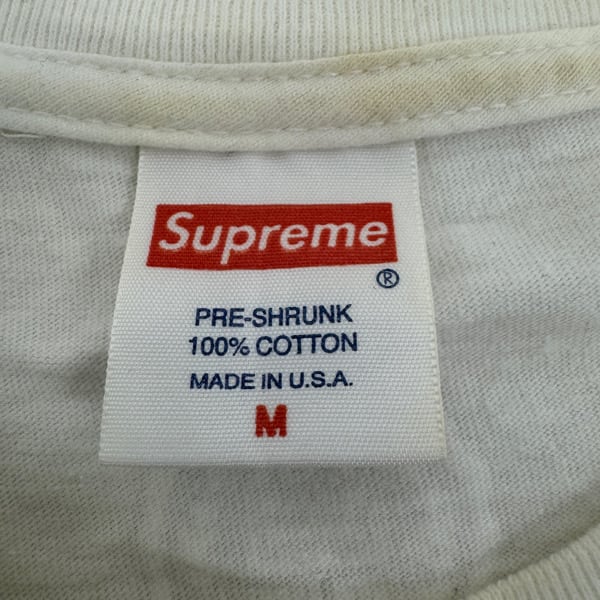 Supreme
®
PRE-SHRUNK
100% COTTON
MADE IN U.S.A.
M